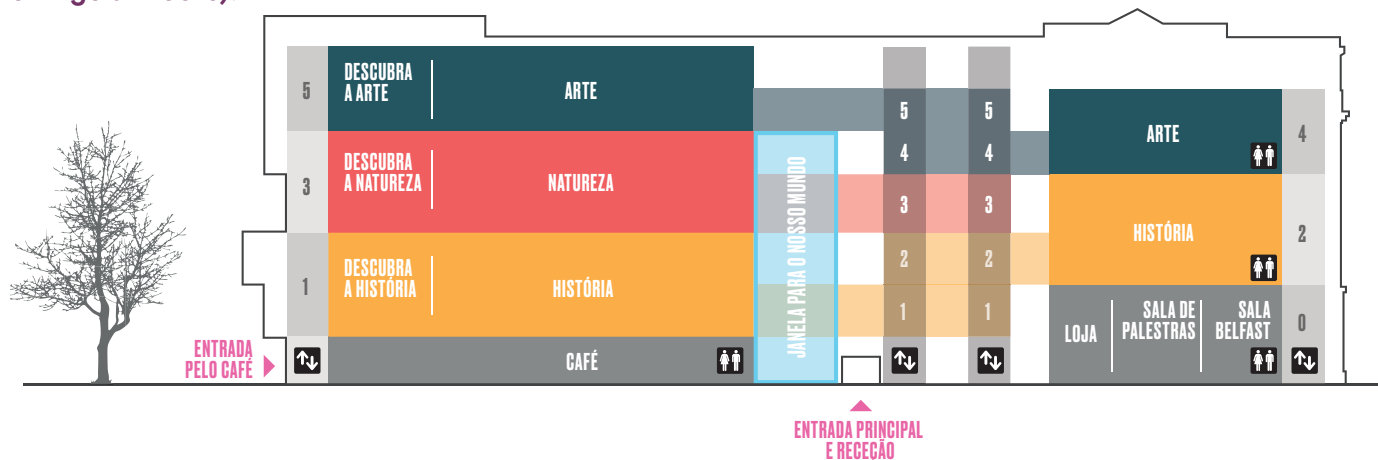 5
DESCUBRA
A ARTE
ARTE
3
DESCUBRA
A NATUREZA
NATUREZA
1
DESCUBRA
A HISTÓRIA
HISTÓRIA
CAFÉ
ENTRADA
PELO CAFÉ
JANELA PARA O NOSSO MUNDO
5
4
3
2
1
5
4
3
2
1
ARTE
4
HISTÓRIA
2
LOJA
SALA DE
PALESTRAS
SALA
BELFAST
0
ENTRADA PRINCIPAL
E RECEÇÃO